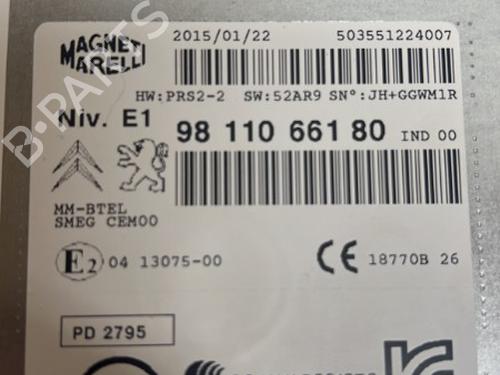 MAGNETI MARELLI
2015/01/22 503551224007
HW:PRS2-2 SW:52AR9 SN°:JH+GGWM1R
Niv. E1 98 110 661 80 IND 00
MM-BTEL
SMEG CEM00
E2 04 13075-00 CE 18770B 26
PD 2795
B-PARTS